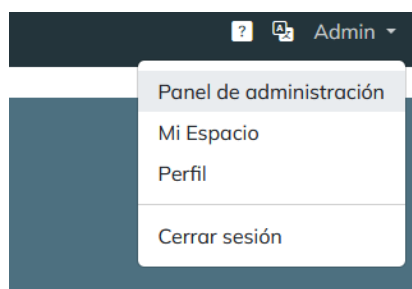 ? Admin
Panel de administración
Mi Espacio
Perfil
Cerrar sesión